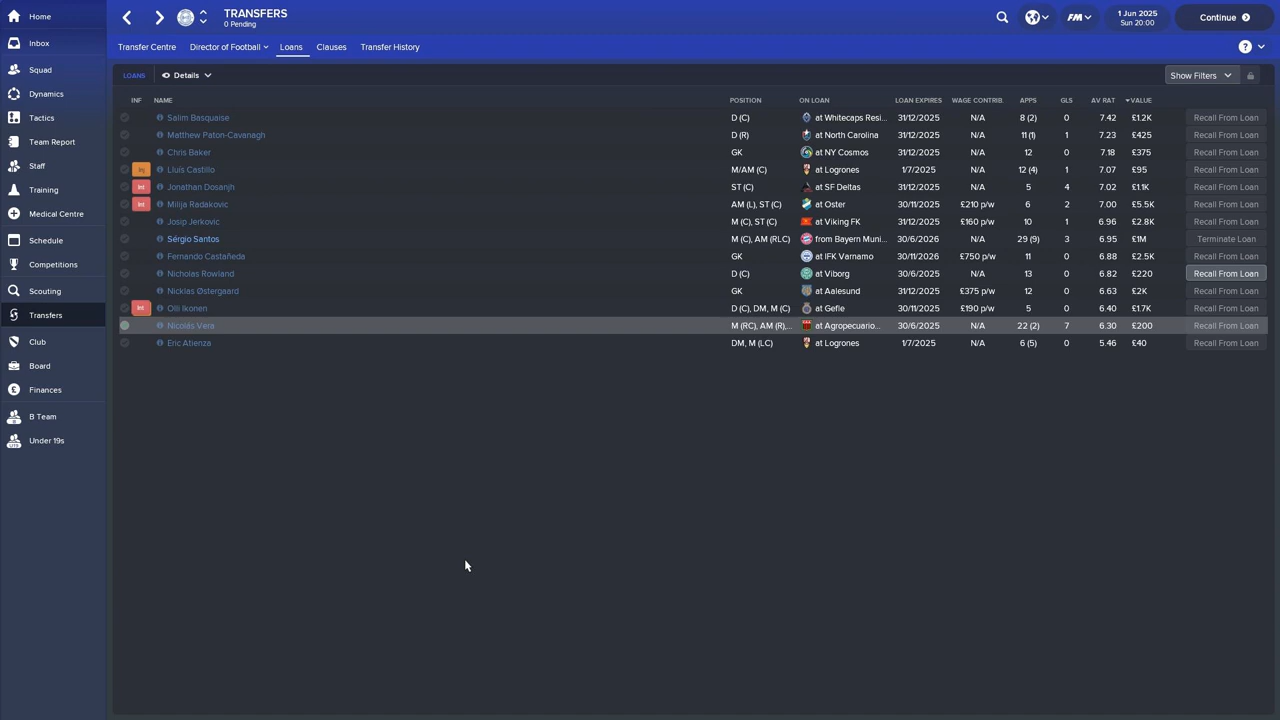 Home
TRANSFERS
0 Pending
FM
1 Jun 2025
Sun 20:00
Continue
Inbox
Squad
Dynamics
Tactics
Team Report
Staff
Training
Medical Centre
Schedule
Competitions
Scouting
Transfers
Club
Board
Finances
B Team
Under 19s
Transfer Centre Director of Football Loans Clauses Transfer History ?
LOANS Details Show Filters
INF NAME POSITION ON LOAN LOAN EXPIRES WAGE CONTRIB. APPS GLS AV RAT VALUE
Salim Basquaise D (C) at Whitecaps Resi... 31/12/2025 N/A 8 (2) 0 7.42 £1.2K Recall From Loan
Matthew Paton-Cavanagh D (R) at North Carolina 31/12/2025 N/A 11 (1) 1 7.23 £425 Recall From Loan
Chris Baker GK at NY Cosmos 31/12/2025 N/A 12 0 7.18 £375 Recall From Loan
Inj Lluís Castillo M/AM (C) at Logrones 1/7/2025 N/A 12 (4) 1 7.07 £95 Recall From Loan
Int Jonathan Dosanjh ST (C) at SF Deltas 31/12/2025 N/A 5 4 7.02 £1.1K Recall From Loan
Int Milija Radakovic AM (L), ST (C) at Oster 30/11/2025 £210 p/w 6 2 7.00 £5.5K Recall From Loan
Josip Jerkovic M (C), ST (C) at Viking FK 31/12/2025 £160 p/w 10 1 6.96 £2.8K Recall From Loan
Sérgio Santos M (C), AM (RLC) from Bayern Muni... 30/6/2026 N/A 29 (9) 3 6.95 £1M Terminate Loan
Fernando Castañeda GK at IFK Varnamo 30/11/2026 £750 p/w 11 0 6.88 £2.5K Recall From Loan
Nicholas Rowland D (C) at Viborg 30/6/2025 N/A 13 0 6.82 £220 Recall From Loan
Nicklas Østergaard GK at Aalesund 31/12/2025 £375 p/w 12 0 6.63 £2K Recall From Loan
Int Olli Ikonen D (C), DM, M (C) at Gefle 30/11/2025 £190 p/w 5 0 6.40 £1.7K Recall From Loan
Nicolás Vera M (RC), AM (R),... at Agropecuario... 30/6/2025 N/A 22 (2) 7 6.30 £200 Recall From Loan
Eric Atienza DM, M (LC) at Logrones 1/7/2025 N/A 6 (5) 0 5.46 £40 Recall From Loan